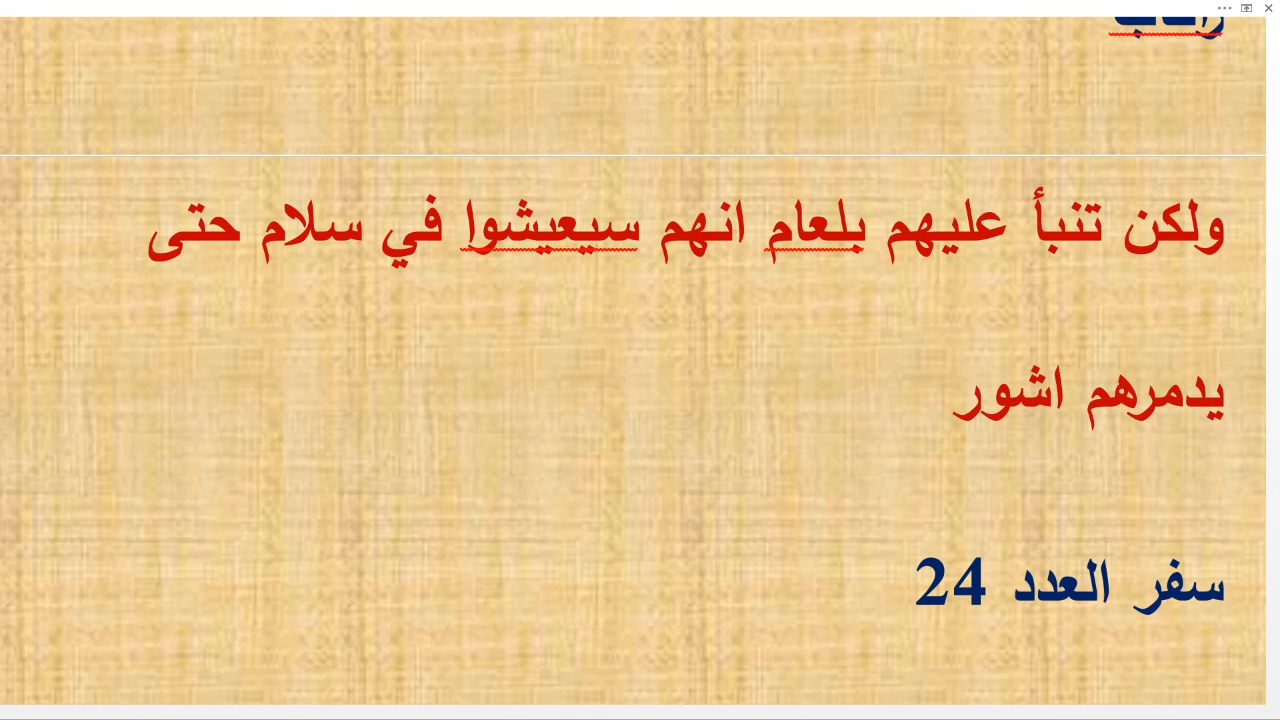 ولكن تنبأ عليهم بلعام انهم سيعيشوا في سلام حتى
يدمرهم اشور
سفر العدد 24